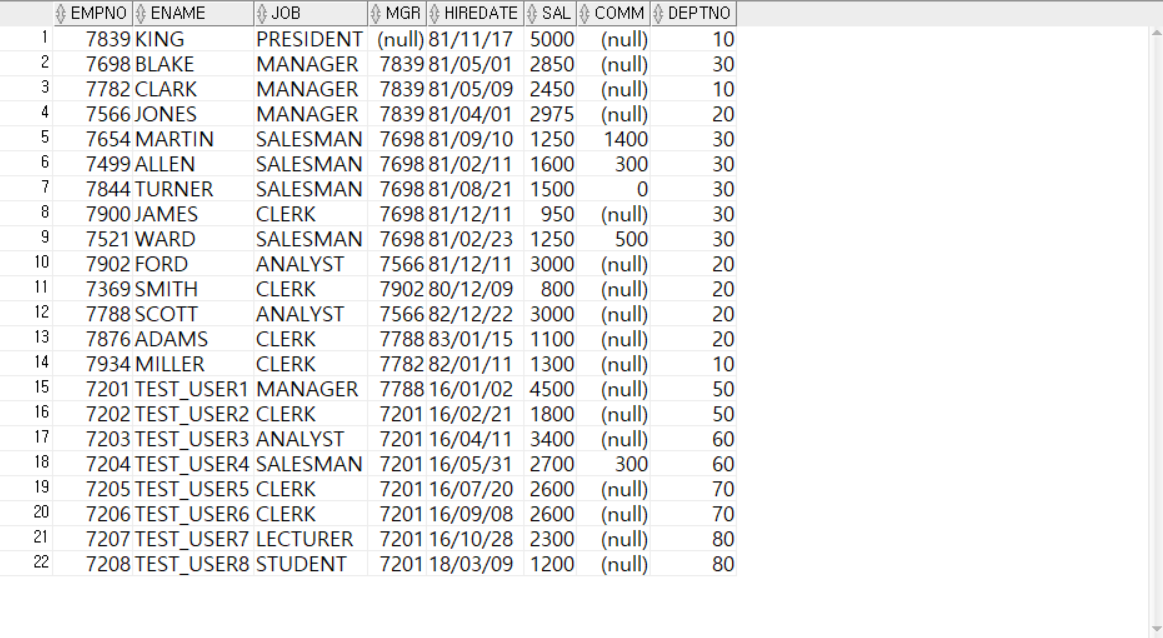 EMPNO ENAME JOB MGR HIREDATE SAL COMM DEPTNO
1 7839 KING PRESIDENT (null) 81/11/17 5000 (null) 10
2 7698 BLAKE MANAGER 7839 81/05/01 2850 (null) 30
3 7782 CLARK MANAGER 7839 81/05/09 2450 (null) 10
4 7566 JONES MANAGER 7839 81/04/01 2975 (null) 20
5 7654 MARTIN SALESMAN 7698 81/09/10 1250 1400 30
6 7499 ALLEN SALESMAN 7698 81/02/11 1600 300 30
7 7844 TURNER SALESMAN 7698 81/08/21 1500 0 30
8 7900 JAMES CLERK 7698 81/12/11 950 (null) 30
9 7521 WARD SALESMAN 7698 81/02/23 1250 500 30
10 7902 FORD ANALYST 7566 81/12/11 3000 (null) 20
11 7369 SMITH CLERK 7902 80/12/09 800 (null) 20
12 7788 SCOTT ANALYST 7566 82/12/22 3000 (null) 20
13 7876 ADAMS CLERK 7788 83/01/15 1100 (null) 20
14 7934 MILLER CLERK 7782 82/01/11 1300 (null) 10
15 7201 TEST_USER1 MANAGER 7788 16/01/02 4500 (null) 50
16 7202 TEST_USER2 CLERK 7201 16/02/21 1800 (null) 50
17 7203 TEST_USER3 ANALYST 7201 16/04/11 3400 (null) 60
18 7204 TEST_USER4 SALESMAN 7201 16/05/31 2700 300 60
19 7205 TEST_USER5 CLERK 7201 16/07/20 2600 (null) 70
20 7206 TEST_USER6 CLERK 7201 16/09/08 2600 (null) 70
21 7207 TEST_USER7 LECTURER 7201 16/10/28 2300 (null) 80
22 7208 TEST_USER8 STUDENT 7201 18/03/09 1200 (null) 80